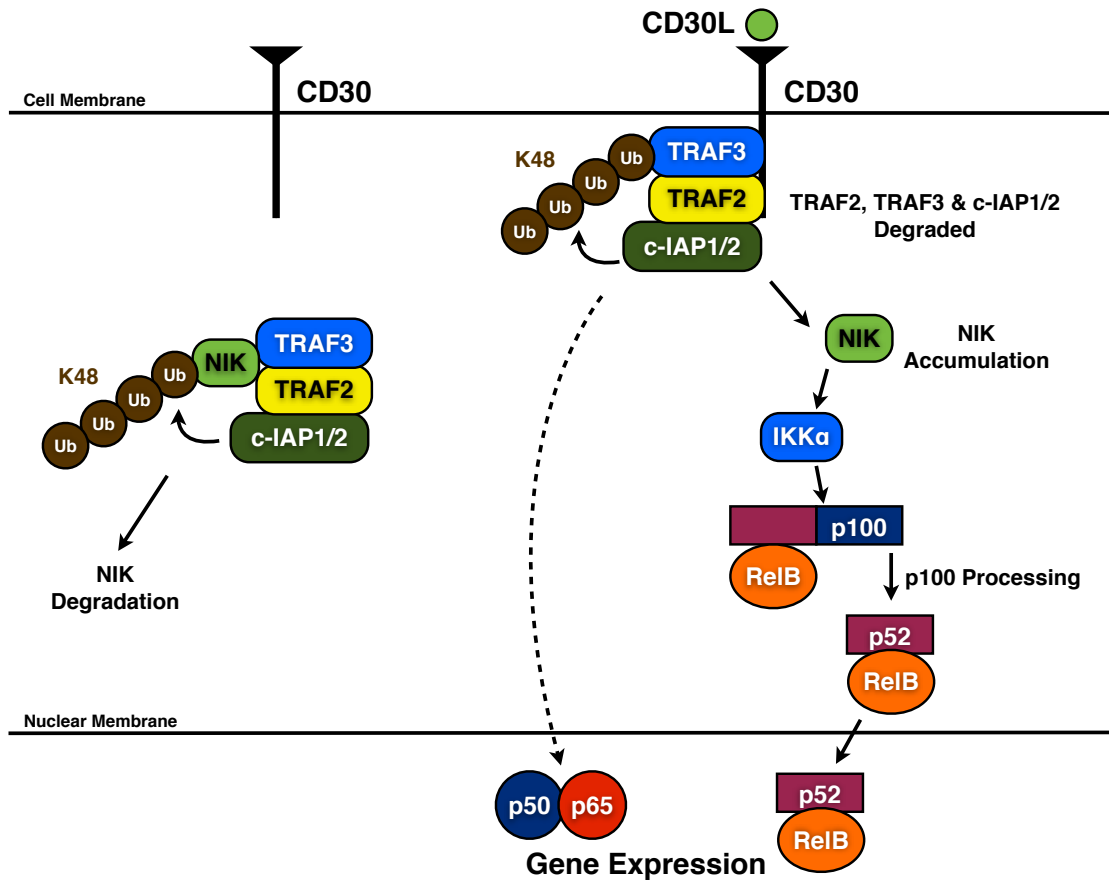 CD30L
CD30
CD30
Cell Membrane
K48
Ub
Ub
Ub
Ub
TRAF3
TRAF2
c-IAP1/2
TRAF2, TRAF3 & c-IAP1/2
Degraded
K48
Ub
Ub
Ub
Ub
NIK
TRAF3
TRAF2
c-IAP1/2
NIK
Degradation
NIK
NIK
Accumulation
IKKα
p100
RelB
p100 Processing
p52
RelB
Nuclear Membrane
p50
p65
p52
RelB
Gene Expression